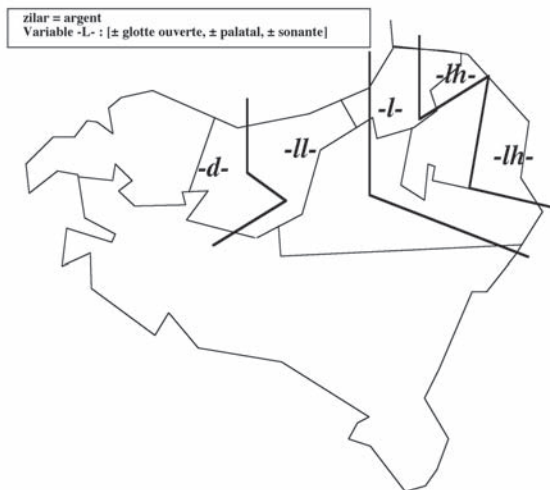 zilar = argent
Variable -L- : [± glotte ouverte, ± palatal, ± sonante]
-lh-
-l-
-ll-
-lh-
-d-